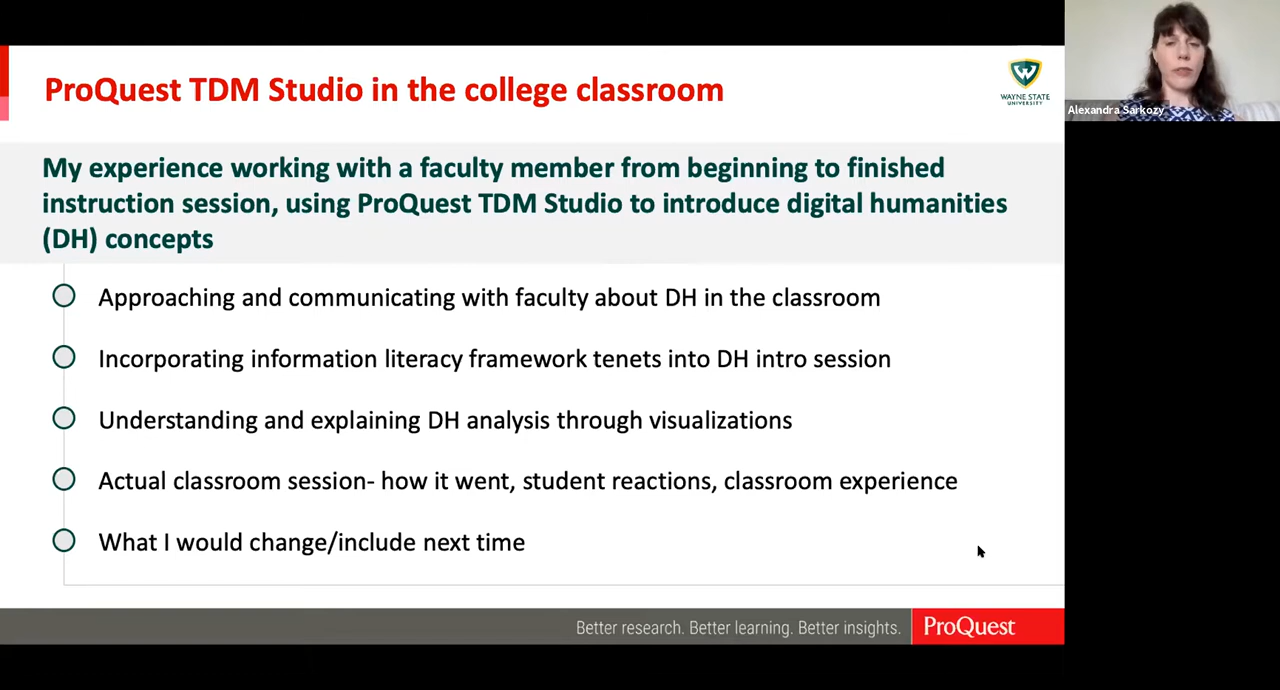 ProQuest TDM Studio in the college classroom
WAYNE STATE
UNIVERSITY
Alexandra Sarkozy
My experience working with a faculty member from beginning to finished
instruction session, using ProQuest TDM Studio to introduce digital humanities
(DH) concepts
Approaching and communicating with faculty about DH in the classroom
Incorporating information literacy framework tenets into DH intro session
Understanding and explaining DH analysis through visualizations
Actual classroom session- how it went, student reactions, classroom experience
What I would change/include next time
Better research. Better learning. Better insights.
ProQuest